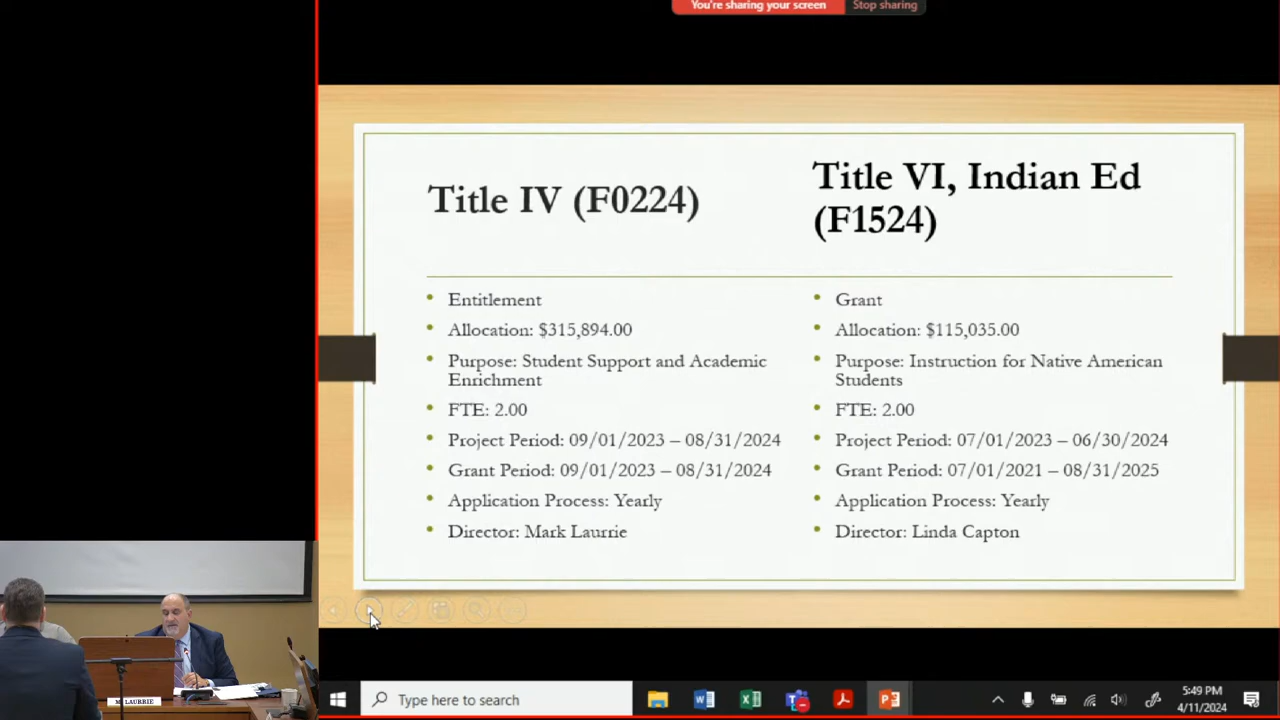 You're sharing your screen
Stop sharing
Title IV (F0224)
Title VI, Indian Ed
(F1524)
• Entitlement
• Allocation: $315,894.00
• Purpose: Student Support and Academic
Enrichment
• FTE: 2.00
• Project Period: 09/01/2023 – 08/31/2024
• Grant Period: 09/01/2023 – 08/31/2024
• Application Process: Yearly
• Director: Mark Laurrie
• Grant
• Allocation: $115,035.00
• Purpose: Instruction for Native American
Students
• FTE: 2.00
• Project Period: 07/01/2023 – 06/30/2024
• Grant Period: 07/01/2021 – 08/31/2025
• Application Process: Yearly
• Director: Linda Capton
M. LAURRIE
Type here to search
5:49 PM
4/11/2024